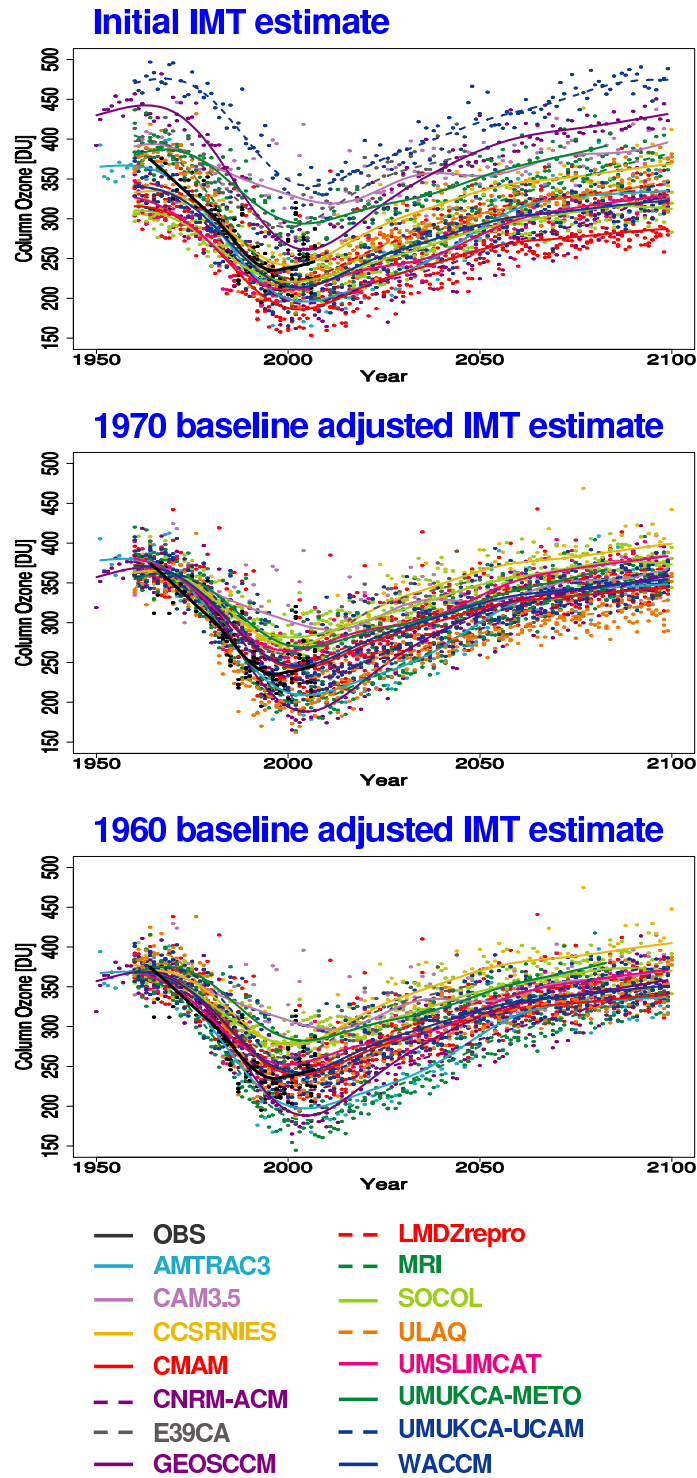 Initial IMT estimate
500
450
400
350
300
250
200
150
Column Ozone [DU]
1950
2000
2050
2100
Year
1970 baseline adjusted IMT estimate
500
450
400
350
300
250
200
150
Column Ozone [DU]
1950
2000
2050
2100
Year
1960 baseline adjusted IMT estimate
500
450
400
350
300
250
200
150
Column Ozone [DU]
1950
2000
2050
2100
Year
OBS
AMTRAC3
CAM3.5
CCSRNIES
CMAM
CNRM-ACM
E39CA
GEOSCCM
LMDZrepro
MRI
SOCOL
ULAQ
UMSLIMCAT
UMUKCA-METO
UMUKCA-UCAM
WACCM